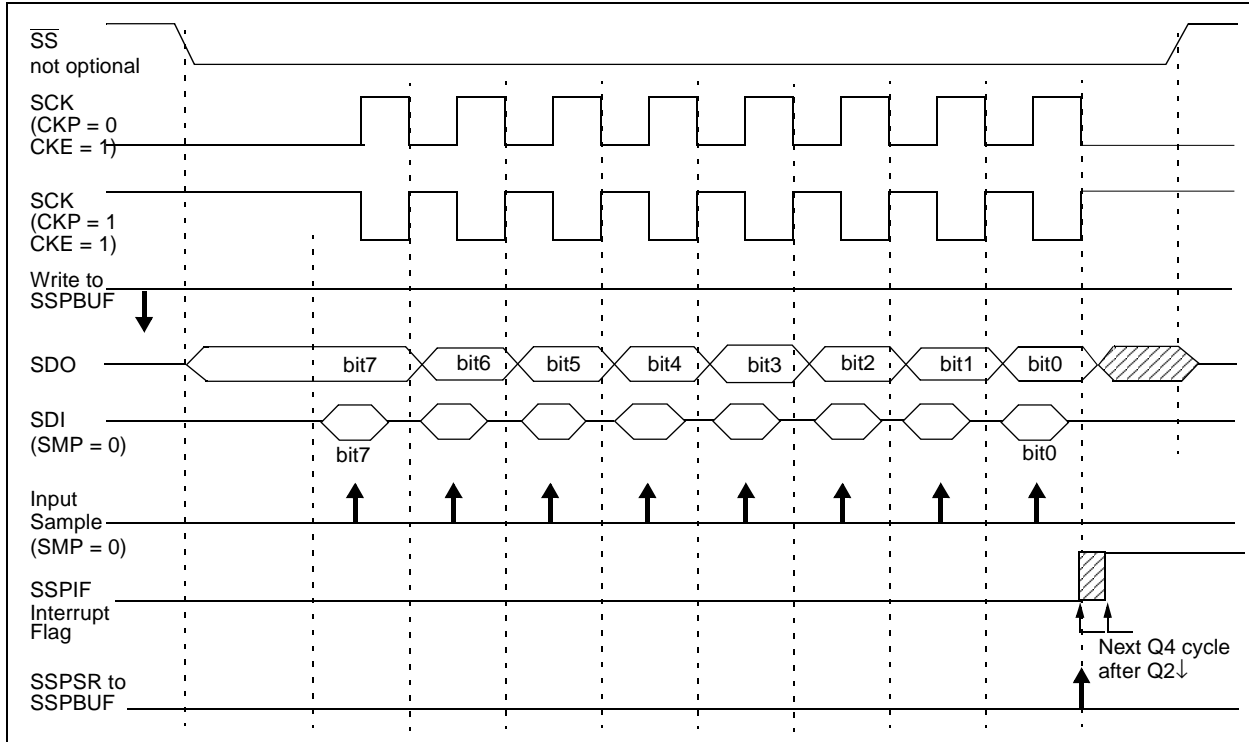 SS
not optional
SCK
(CKP = 0
CKE = 1)
SCK
(CKP = 1
CKE = 1)
Write to
SSPBUF
SDO
bit7
bit6
bit5
bit4
bit3
bit2
bit1
bit0
SDI
(SMP = 0)
bit7
bit0
Input
Sample
(SMP = 0)
SSPIF
Interrupt
Flag
Next Q4 cycle
after Q2↓
SSPSR to
SSPBUF